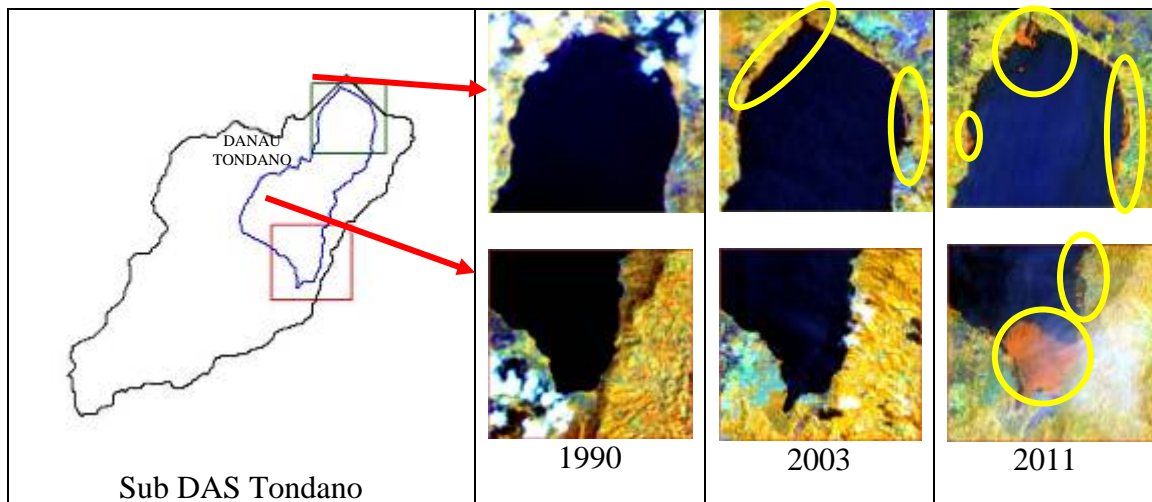 DANAU
TONDANO
Sub DAS Tondano
1990
2003
2011